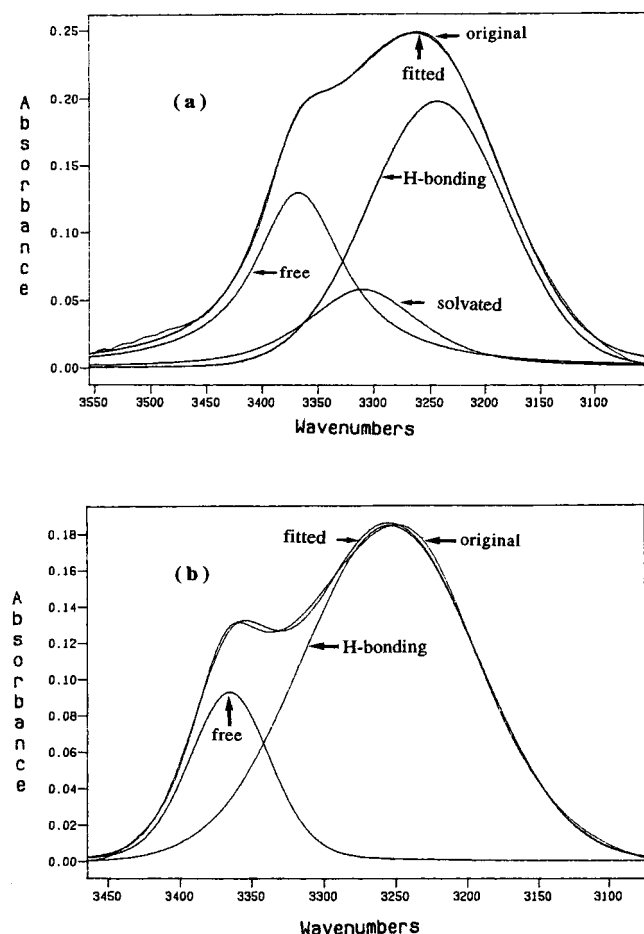 0.25
original
fitted
(a)
0.20
Absorbance
0.15
H-bonding
0.10
free
0.05
solvated
0.00
3550 3500 3450 3400 3350 3300 3250 3200 3150 3100
Wavenumbers
0.18
fitted
original
0.16
(b)
0.14
Absorbance
0.12
H-bonding
0.10
0.08
free
0.06
0.04
0.02
0.00
3450 3400 3350 3300 3250 3200 3150 3100
Wavenumbers